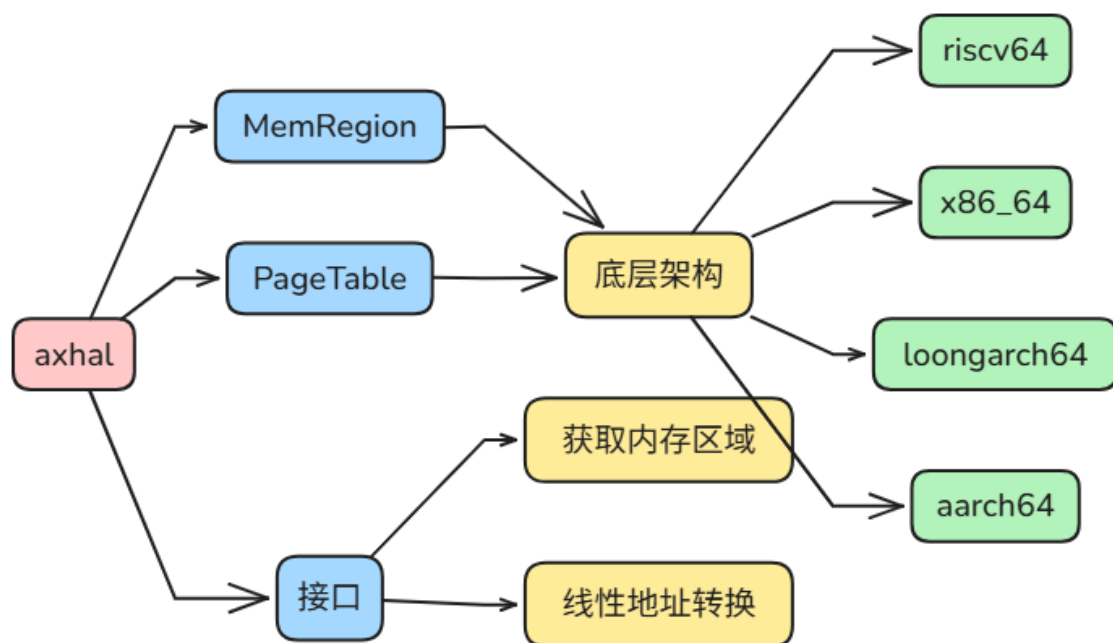 riscv64
MemRegion
x86_64
PageTable
底层架构
axhal
loongarch64
获取内存区域
aarch64
接口
线性地址转换